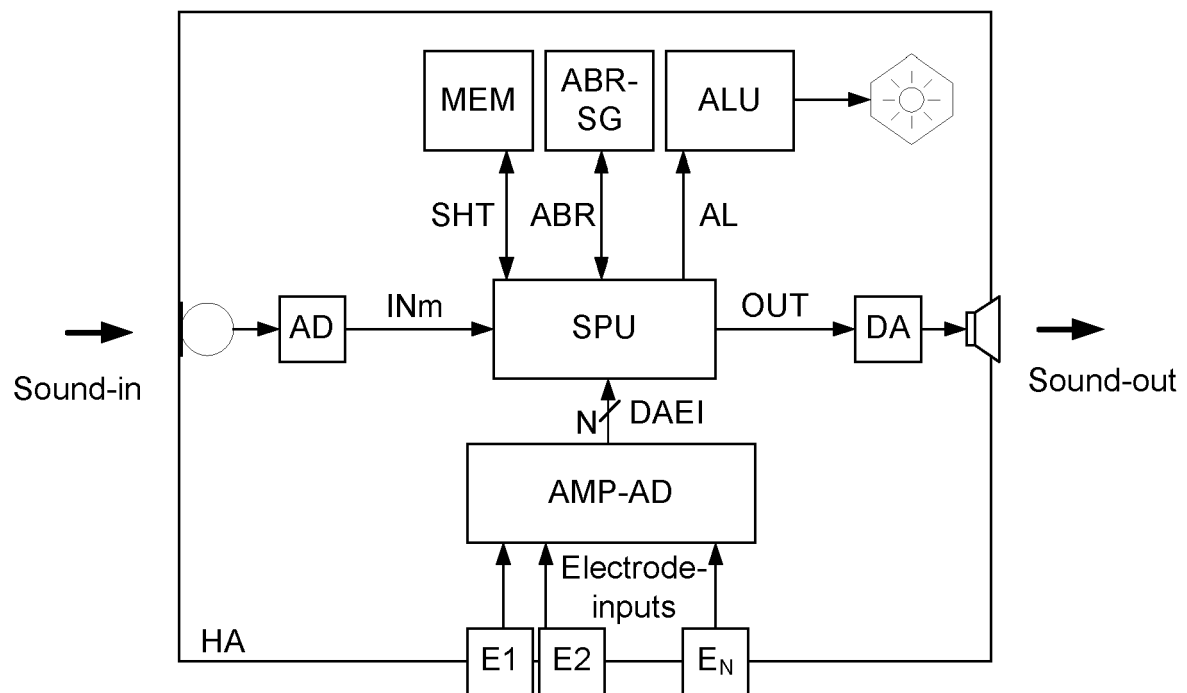 MEM
ABR-
SG
ALU
SHT
ABR
AL
Sound-in
AD
INm
SPU
OUT
DA
Sound-out
N
DAEI
AMP-AD
Electrode-
inputs
HA
E1
E2
EN